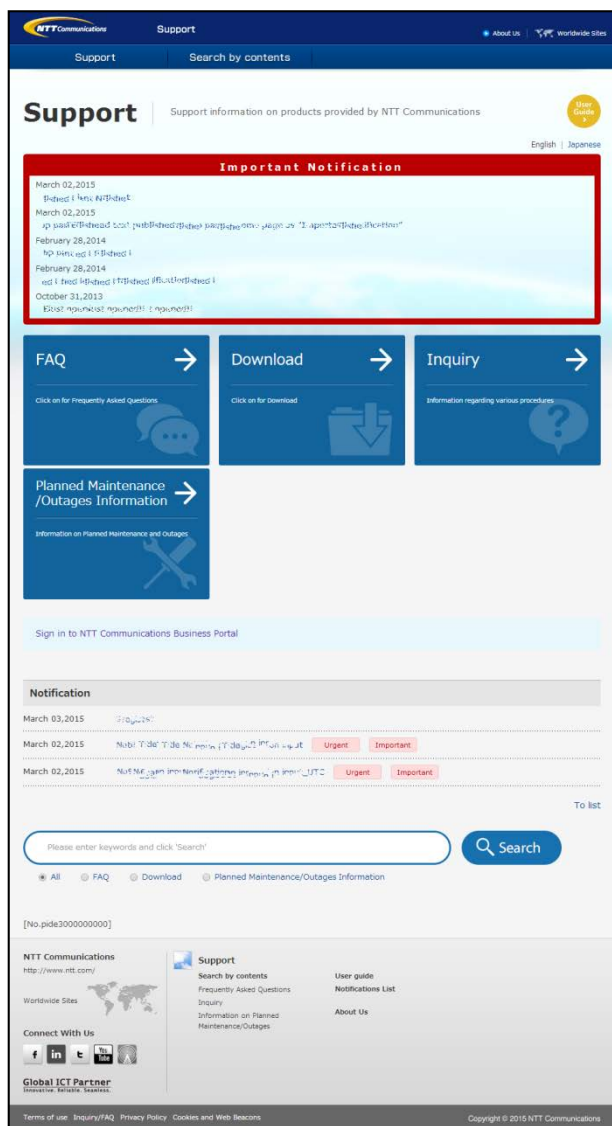 NTT Communications
Support
About Us | Worldwide Sites
Support
Search by contents
Support
Support information on products provided by NTT Communications
User Guide
English | Japanese
Important Notification
March 02,2015
March 02,2015
February 28,2014
February 28,2014
October 31,2013
FAQ
Click on for Frequently Asked Questions
Download
Click on for Download
Inquiry
Information regarding various procedures
Planned Maintenance
/Outages Information
Information on Planned Maintenance and Outages
Sign in to NTT Communications Business Portal
Notification
March 03,2015
March 02,2015 Urgent Important
March 02,2015 Urgent Important
To list
Please enter keywords and click 'Search'
Search
All FAQ Download Planned Maintenance/Outages Information
[No.pide3000000000]
NTT Communications
http://www.ntt.com/
Worldwide Sites
Connect With Us
You Tube
Global ICT Partner
Innovative. Reliable. Seamless.
Support
Search by contents
Frequently Asked Questions
Inquiry
Information on Planned
Maintenance/Outages
User guide
Notifications List
About Us
Terms of use Inquiry/FAQ Privacy Policy Cookies and Web Beacons
Copyright © 2015 NTT Communications